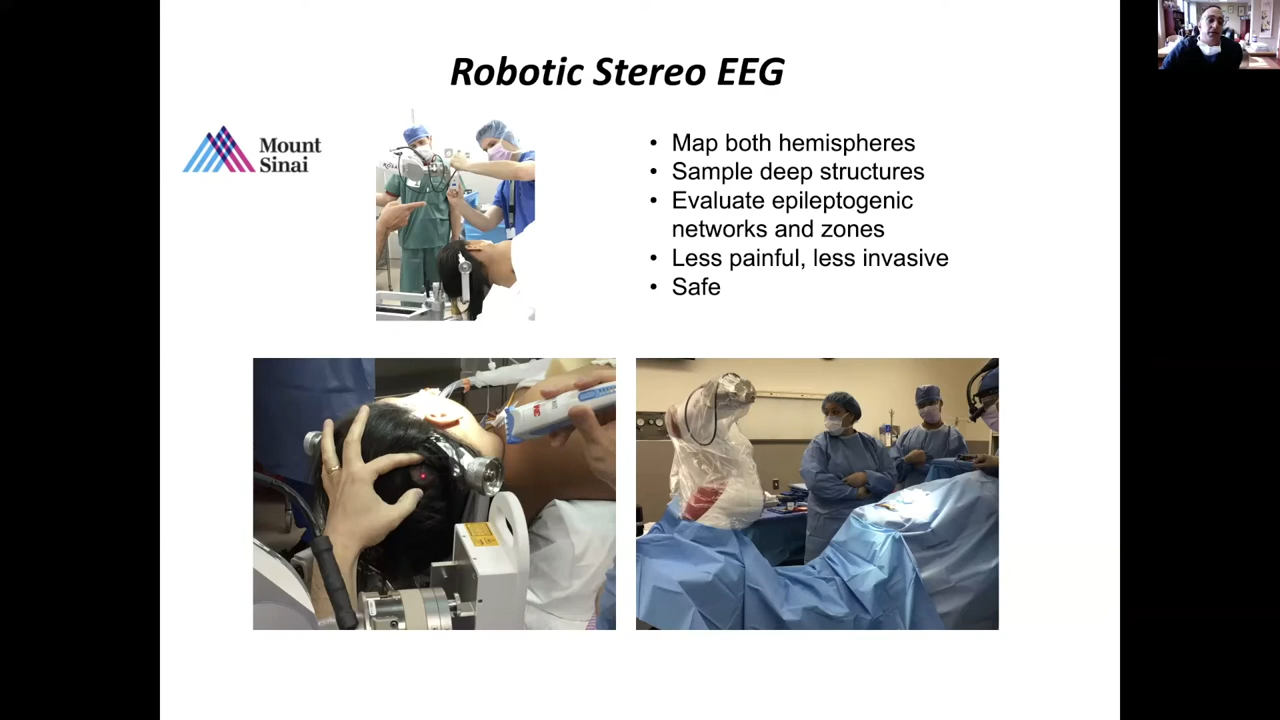 Robotic Stereo EEG
Mount
Sinai
• Map both hemispheres
• Sample deep structures
• Evaluate epileptogenic
networks and zones
• Less painful, less invasive
• Safe